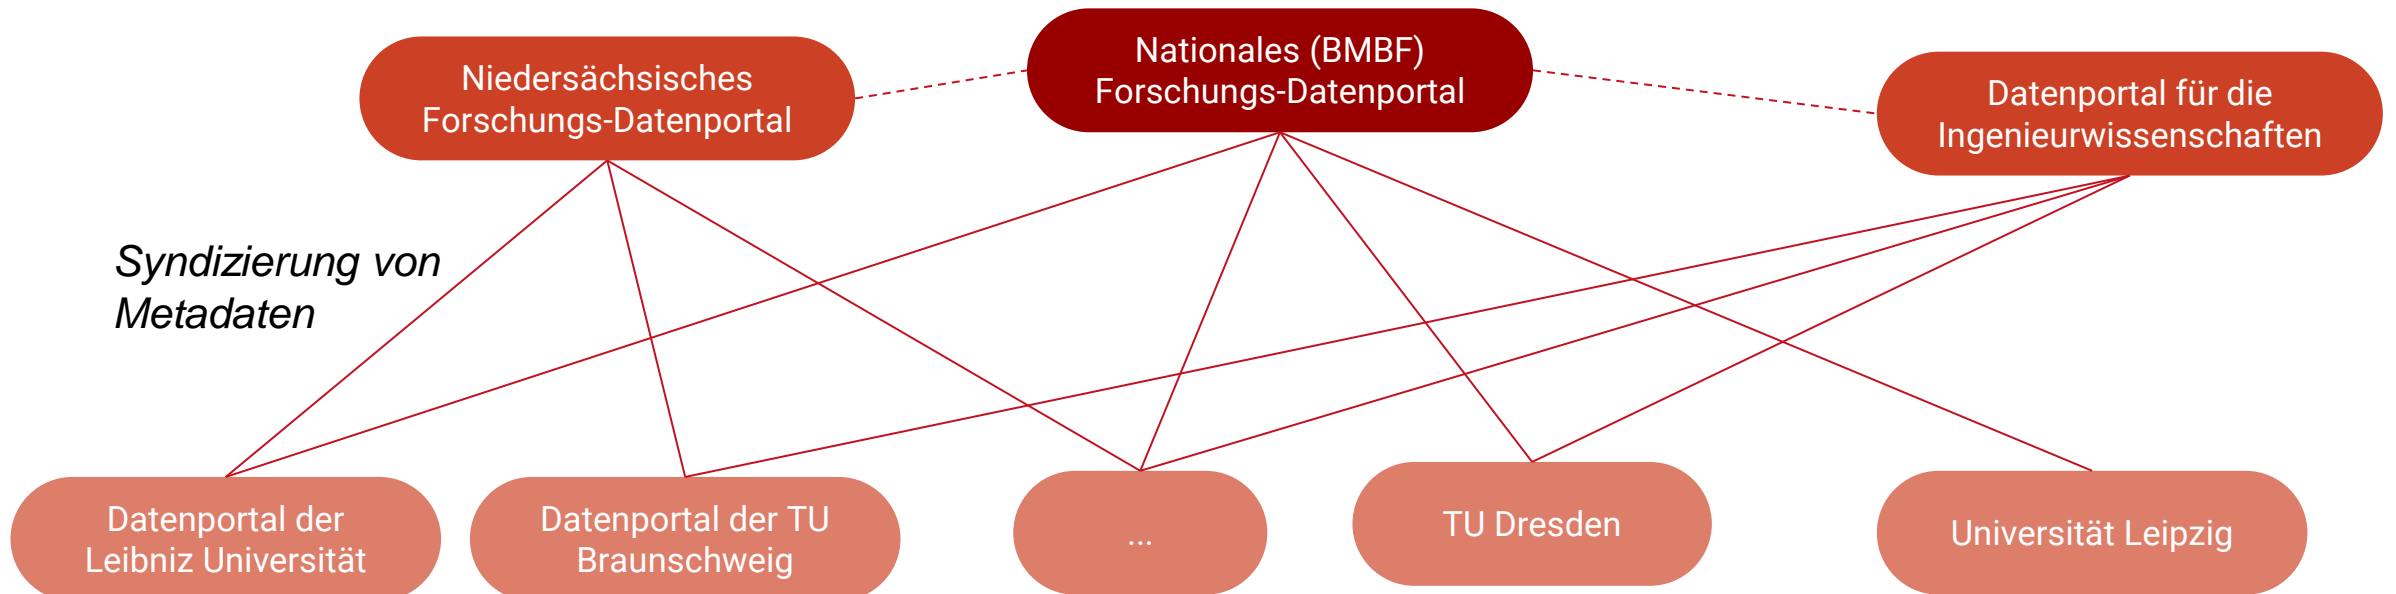 Niedersächsisches
Forschungs-Datenportal
Nationales (BMBF)
Forschungs-Datenportal
Datenportal für die
Ingenieurwissenschaften
Syndizierung von
Metadaten
Datenportal der
Leibniz Universität
Datenportal der TU
Braunschweig
...
TU Dresden
Universität Leipzig